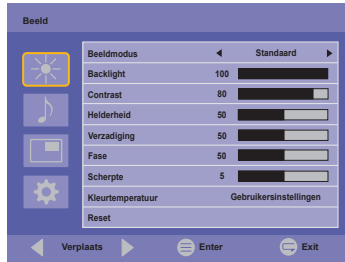 Beeld
Beeldmodus Standaard
Backlight 100
Contrast 80
Helderheid 50
Verzadiging 50
Fase 50
Scherpte 5
Kleurtemperatuur Gebruikersinstellingen
Reset
Verplaats Enter Exit